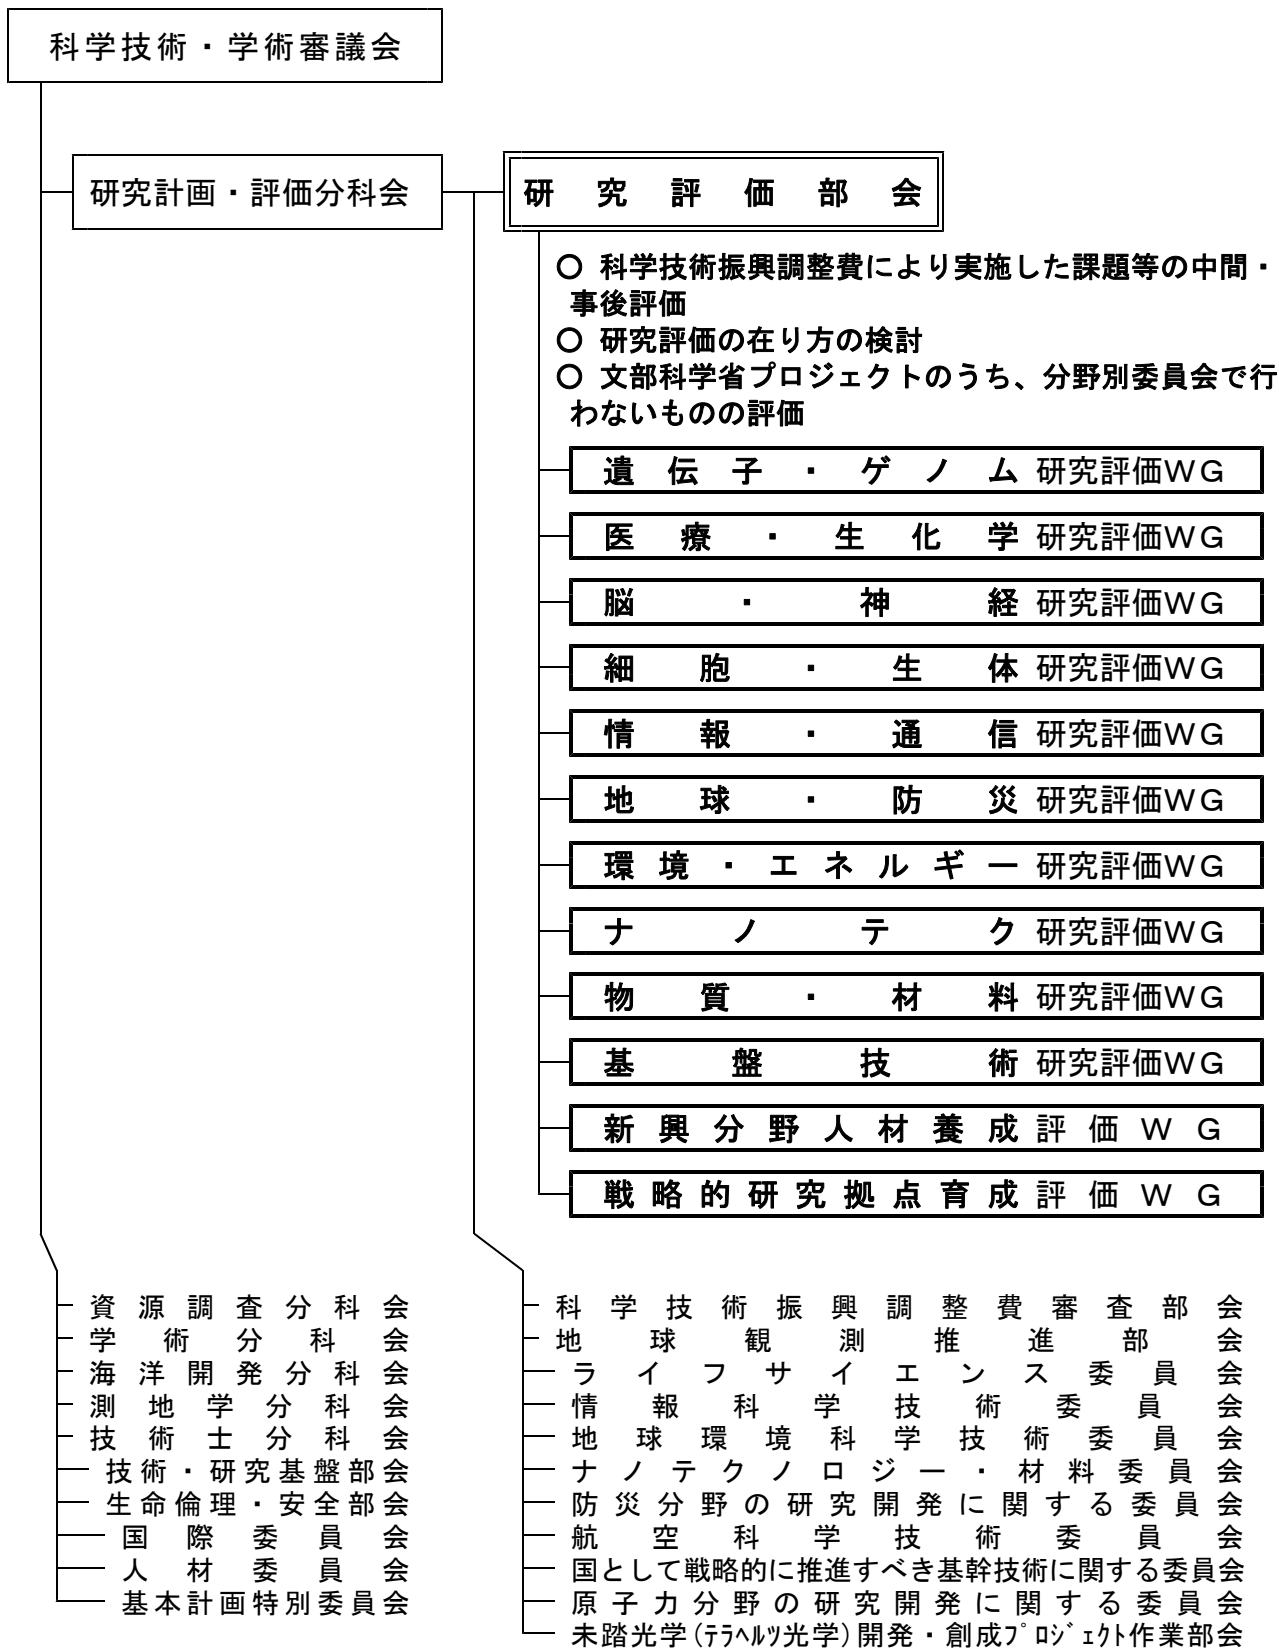 科学技術・学術審議会
研究計画・評価分科会
研究評価部会
○ 科学技術振興調整費により実施した課題等の中間・
事後評価
○ 研究評価の在り方の検討
○ 文部科学省プロジェクトのうち、分野別委員会で行
わないものの評価
遺伝子・ゲノム研究評価ＷＧ
医療・生化学研究評価ＷＧ
脳・神経研究評価ＷＧ
細胞・生体研究評価ＷＧ
情報・通信研究評価ＷＧ
地球・防災研究評価ＷＧ
環境・エネルギー研究評価ＷＧ
ナノテク研究評価ＷＧ
物質・材料研究評価ＷＧ
基盤技術研究評価ＷＧ
新興分野人材養成評価ＷＧ
戦略的研究拠点育成評価ＷＧ
資源調査分科会
学術分科会
海洋開発分科会
測地学分科会
技術士分科会
技術・研究基盤部会
生命倫理・安全部会
国際委員会
人材委員会
基本計画特別委員会
科学技術振興調整費審査部会
地球観測推進部会
ライフサイエンス委員会
情報科学技術委員会
地球環境科学技術委員会
ナノテクノロジー・材料委員会
防災分野の研究開発に関する委員会
航空科学技術委員会
国として戦略的に推進すべき基幹技術に関する委員会
原子力分野の研究開発に関する委員会
未踏光学(ﾃﾗﾍﾙﾂ光学)開発・創成ﾌﾟﾛｼﾞｪｸﾄ作業部会